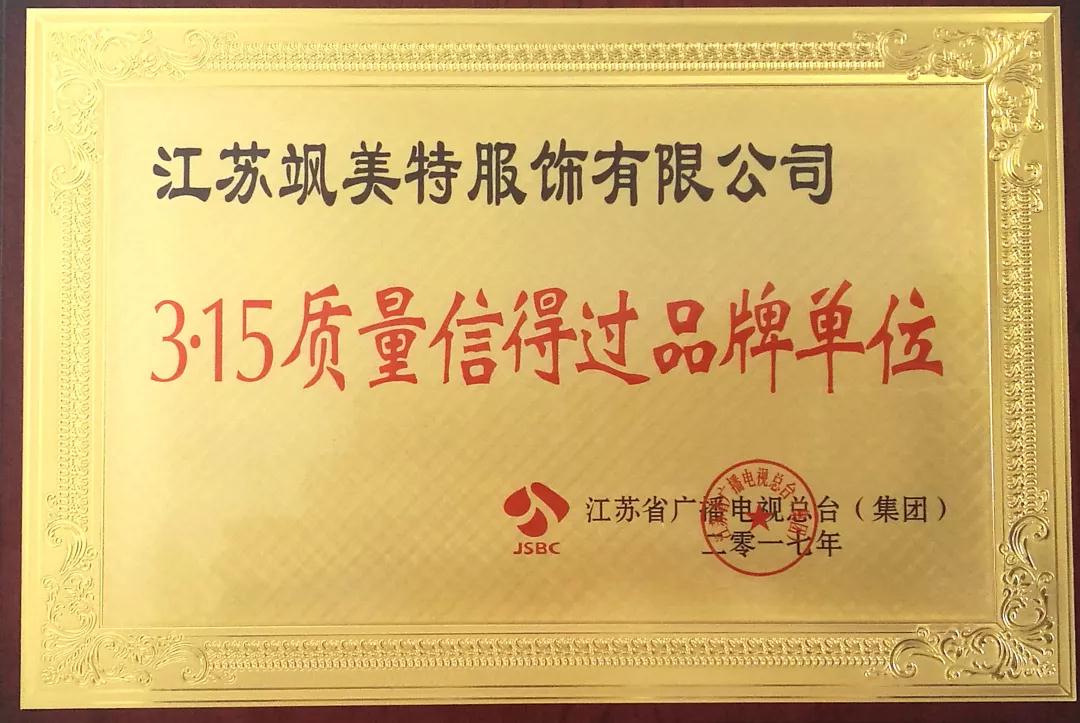 江苏飒美特服饰有限公司
3·15质量信得过品牌单位
JSBC
江苏省广播电视总台（集团）
二零一七年